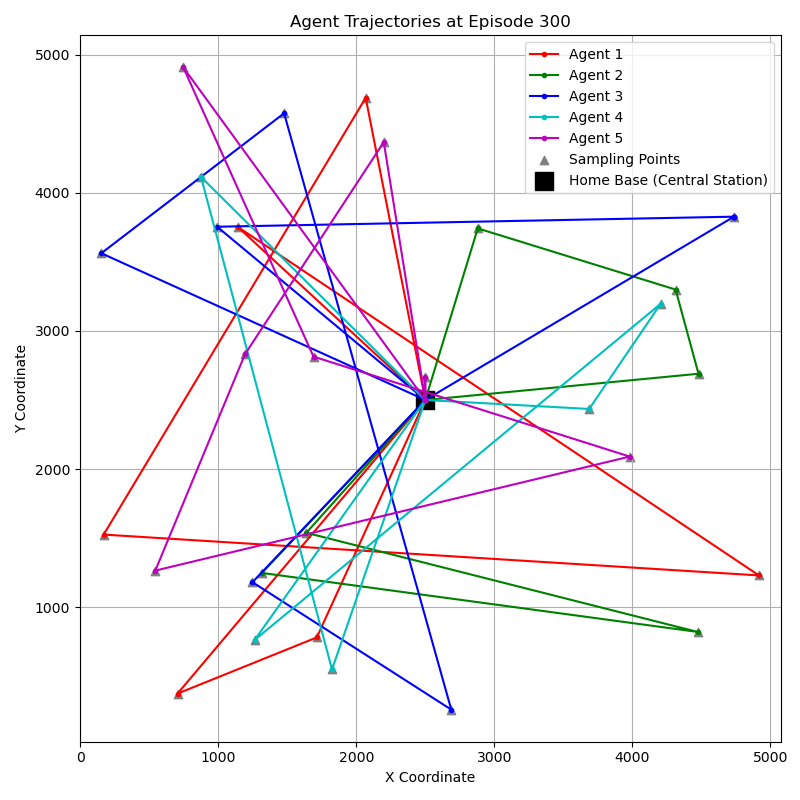 Agent Trajectories at Episode 300
Agent 1
Agent 2
Agent 3
Agent 4
Agent 5
Sampling Points
Home Base (Central Station)
5000
4000
3000
2000
1000
Y Coordinate
0
1000
2000
3000
4000
5000
X Coordinate